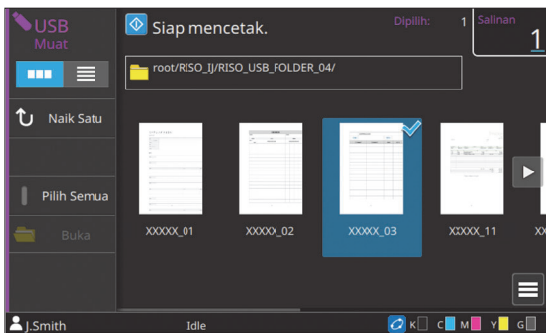 USB
Muat
Siap mencetak.
Dipilih: 1
Salinan
1
root/RISO_IJ/RISO_USB_FOLDER_04/
Naik Satu
Pilih Semua
Buka
XXXXX_01
XXXXX_02
XXXXX_03
XXXXX_11
XX
J.Smith
Idle
K C M Y G